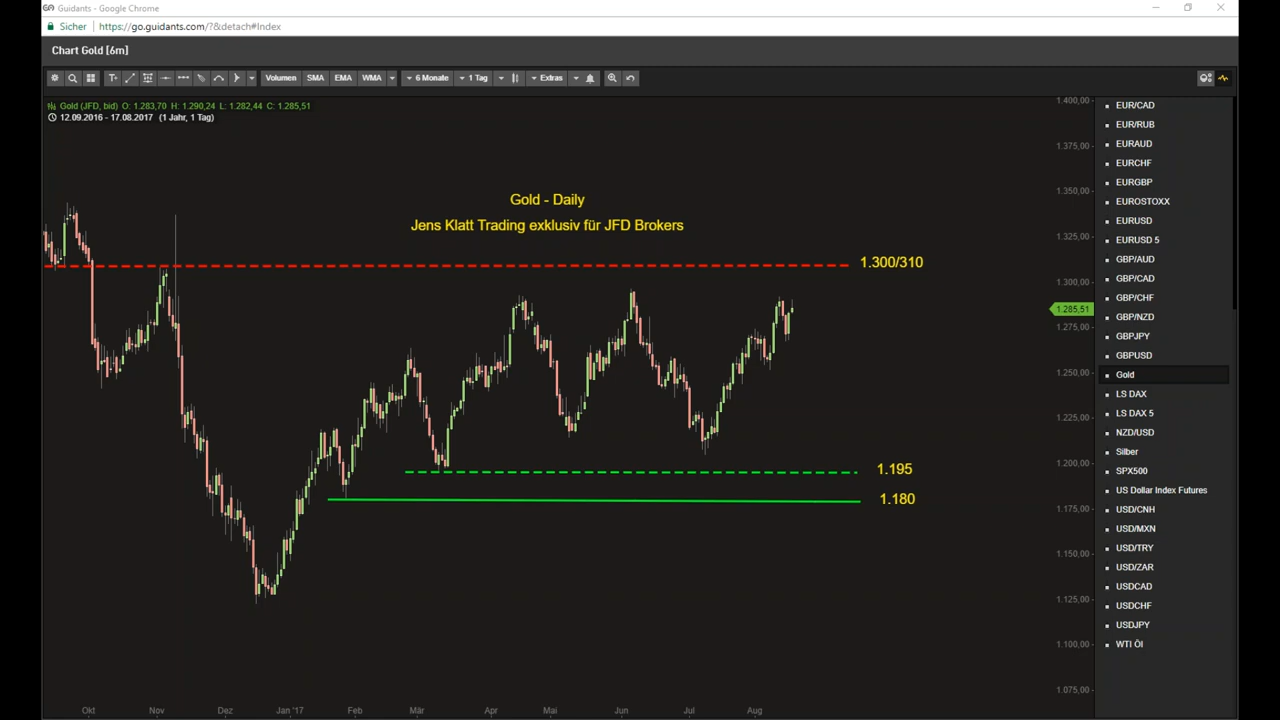 Guidants - Google Chrome
Sicher https://go.guidants.com/?&detach#Index
Chart Gold [6m]
Volumen SMA EMA WMA 6 Monate 1 Tag Extras
Gold (JFD, bid) O: 1.283,70 H: 1.290,24 L: 1.282,44 C: 1.285,51
12.09.2016 - 17.08.2017 (1 Jahr, 1 Tag)
Gold - Daily
Jens Klatt Trading exklusiv für JFD Brokers
1.300/310
1.195
1.180
1.400,00
1.375,00
1.350,00
1.325,00
1.300,00
1.285,51
1.275,00
1.250,00
1.225,00
1.200,00
1.175,00
1.150,00
1.125,00
1.100,00
1.075,00
Okt Nov Dez Jan '17 Feb Mär Apr Mai Jun Jul Aug
EUR/CAD
EUR/RUB
EURAUD
EURCHF
EURGBP
EUROSTOXX
EURUSD
EURUSD 5
GBP/AUD
GBP/CAD
GBP/CHF
GBP/NZD
GBPJPY
GBPUSD
Gold
LS DAX
LS DAX 5
NZD/USD
Silber
SPX500
US Dollar Index Futures
USD/CNH
USD/MXN
USD/TRY
USD/ZAR
USDCAD
USDCHF
USDJPY
WTI Öl